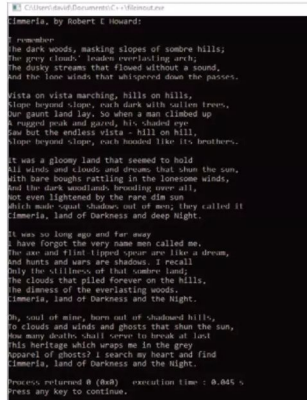 C:\Users\david\Documents\C++\fileinout.exe
Cimmeria, by Robert E Howard:
I remember
The dark woods, masking slopes of sombre hills;
The grey clouds' leaden everlasting arch;
The dusky streams that flowed without a sound,
And the lone winds that whispered down the passes.
Vista on vista marching, hills on hills,
Slope beyond slope, each dark with sullen trees,
Our gaunt land lay. So when a man climbed up
A rugged peak and gazed, his shaded eye
Saw but the endless vista - hill on hill,
Slope beyond slope, each hooded like its brothers.
It was a gloomy land that seemed to hold
All winds and clouds and dreams that shun the sun,
With bare boughs rattling in the lonesome winds,
And the dark woodlands brooding over all,
Not even lightened by the rare dim sun
Which made squat shadows out of men; they called it
Cimmeria, land of Darkness and deep Night.
It was so long ago and far away
I have forgot the very name men called me.
The axe and flint tipped spear are like a dream,
And hunts and wars are shadows. I recall
Only the stillness of that sombre land;
The clouds that piled forever on the hills,
The dimness of the everlasting woods.
Cimmeria, land of Darkness and the Night.
Oh, soul of mine, born out of shadowed hills,
To clouds and winds and ghosts that shun the sun,
How many deaths shall serve to break at last
This heritage which wraps me in the grey
Apparel of ghosts? i search my heart and find
Cimmeria, land of Darkness and the Night.
Process returned 0 (0x0) execution time : 0.045 s
Press any key to continue.